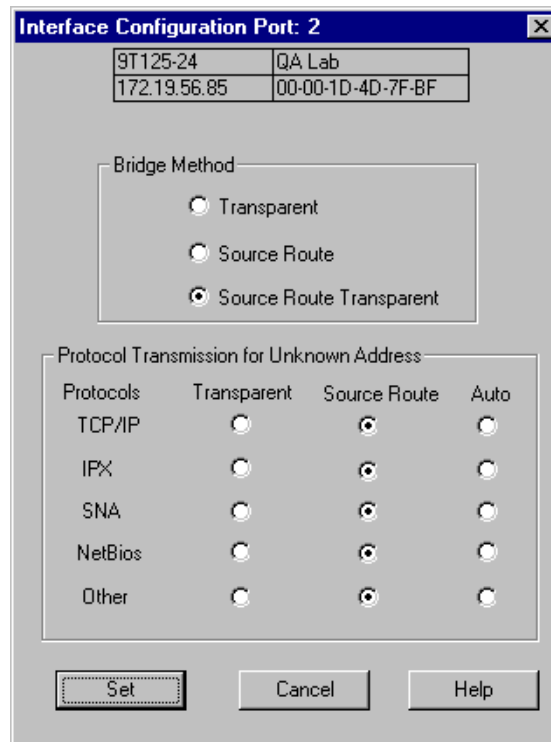 Interface Configuration Port: 2
9T125-24 QA Lab
172.19.56.85 00-00-1D-4D-7F-BF
Bridge Method
Transparent
Source Route
Source Route Transparent
Protocol Transmission for Unknown Address
Protocols Transparent Source Route Auto
TCP/IP
IPX
SNA
NetBios
Other
Set Cancel Help